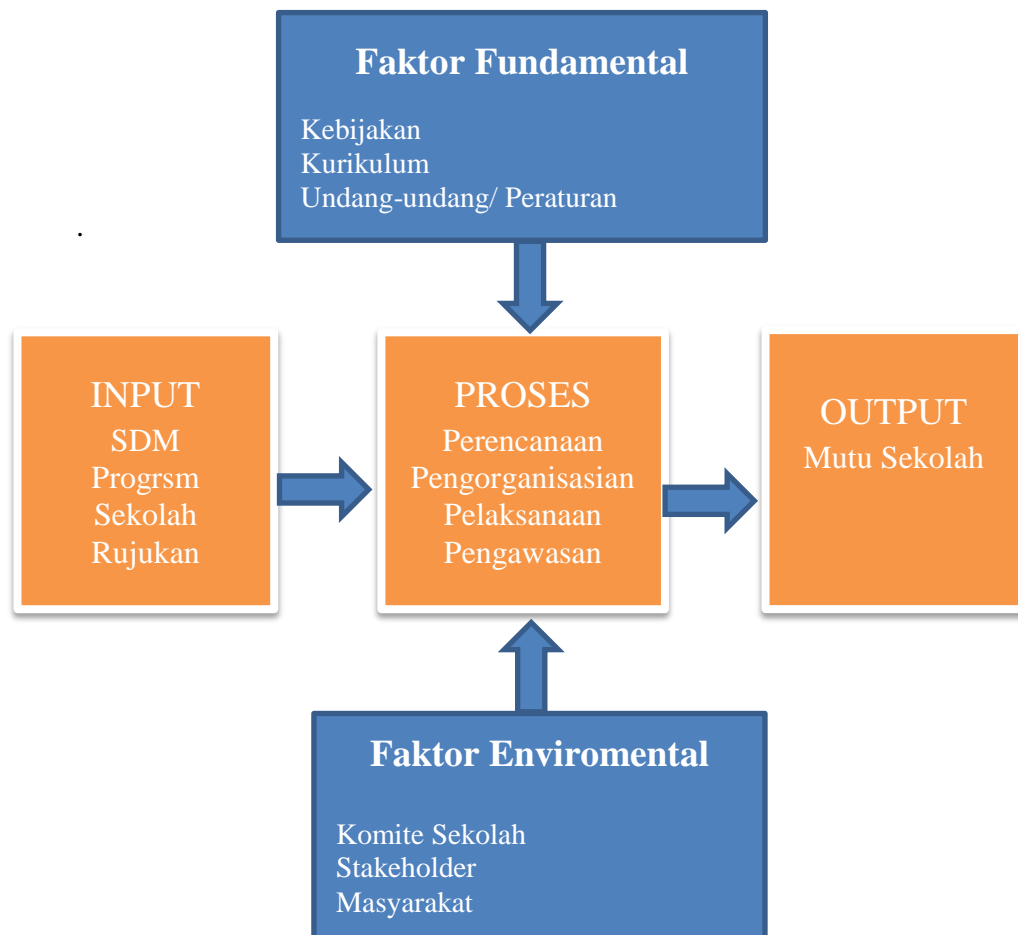 Faktor Fundamental
Kebijakan
Kurikulum
Undang-undang/ Peraturan
.
INPUT
SDM
Progrsm
Sekolah
Rujukan
PROSES
Perencanaan
Pengorganisasian
Pelaksanaan
Pengawasan
OUTPUT
Mutu Sekolah
Faktor Enviromental
Komite Sekolah
Stakeholder
Masyarakat